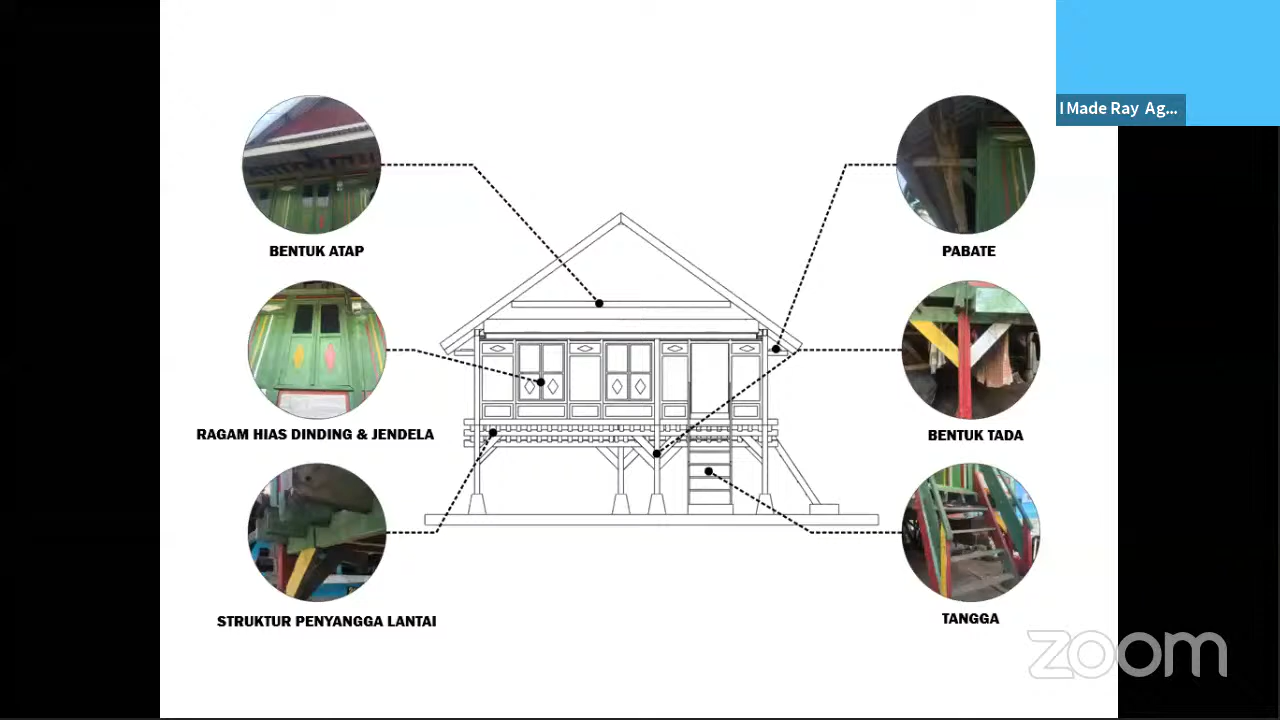 I Made Ray Ag...
BENTUK ATAP
PABATE
RAGAM HIAS DINDING & JENDELA
BENTUK TADA
STRUKTUR PENYANGGA LANTAI
TANGGA
zoom